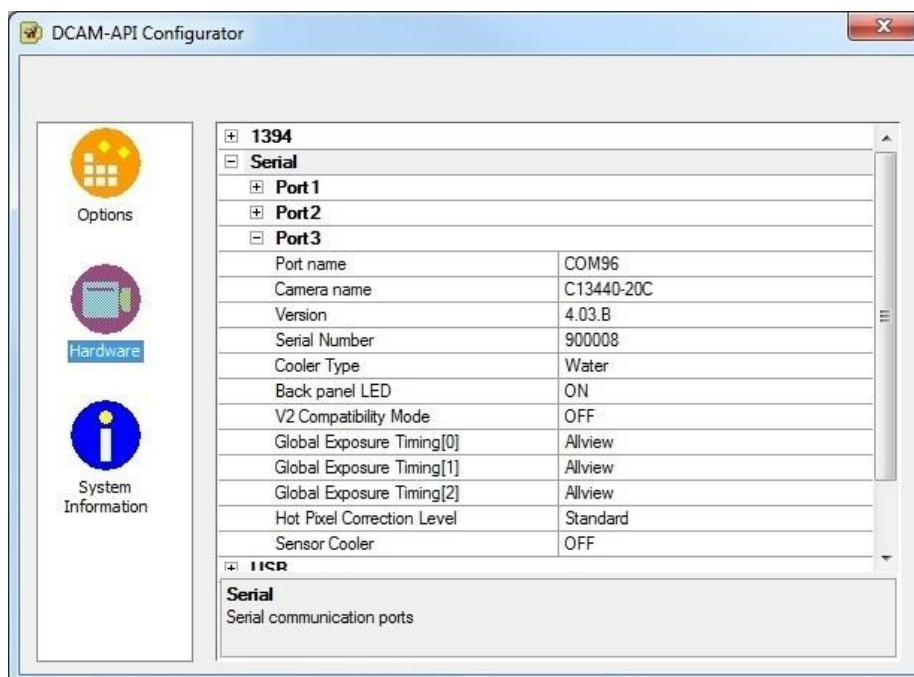 DCAM-API Configurator
Options
Hardware
System
Information
1394
Serial
Port1
Port2
Port3
Port name COM96
Camera name C13440-20C
Version 4.03.B
Serial Number 900008
Cooler Type Water
Back panel LED ON
V2 Compatibility Mode OFF
Global Exposure Timing[0] Allview
Global Exposure Timing[1] Allview
Global Exposure Timing[2] Allview
Hot Pixel Correction Level Standard
Sensor Cooler OFF
USB
Serial
Serial communication ports